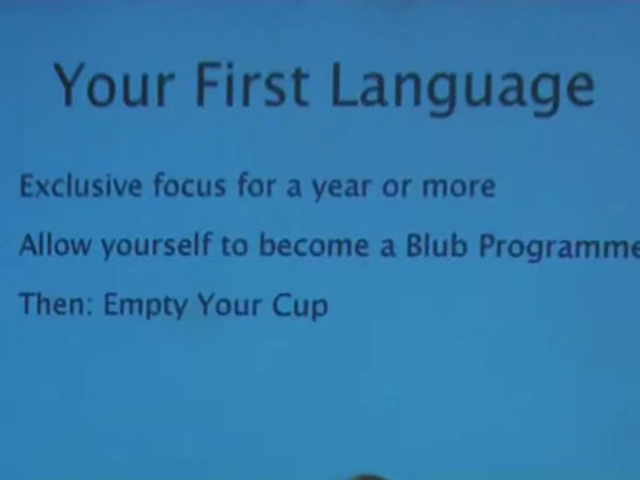 Your First Language
Exclusive focus for a year or more
Allow yourself to become a Blub Programme
Then: Empty Your Cup